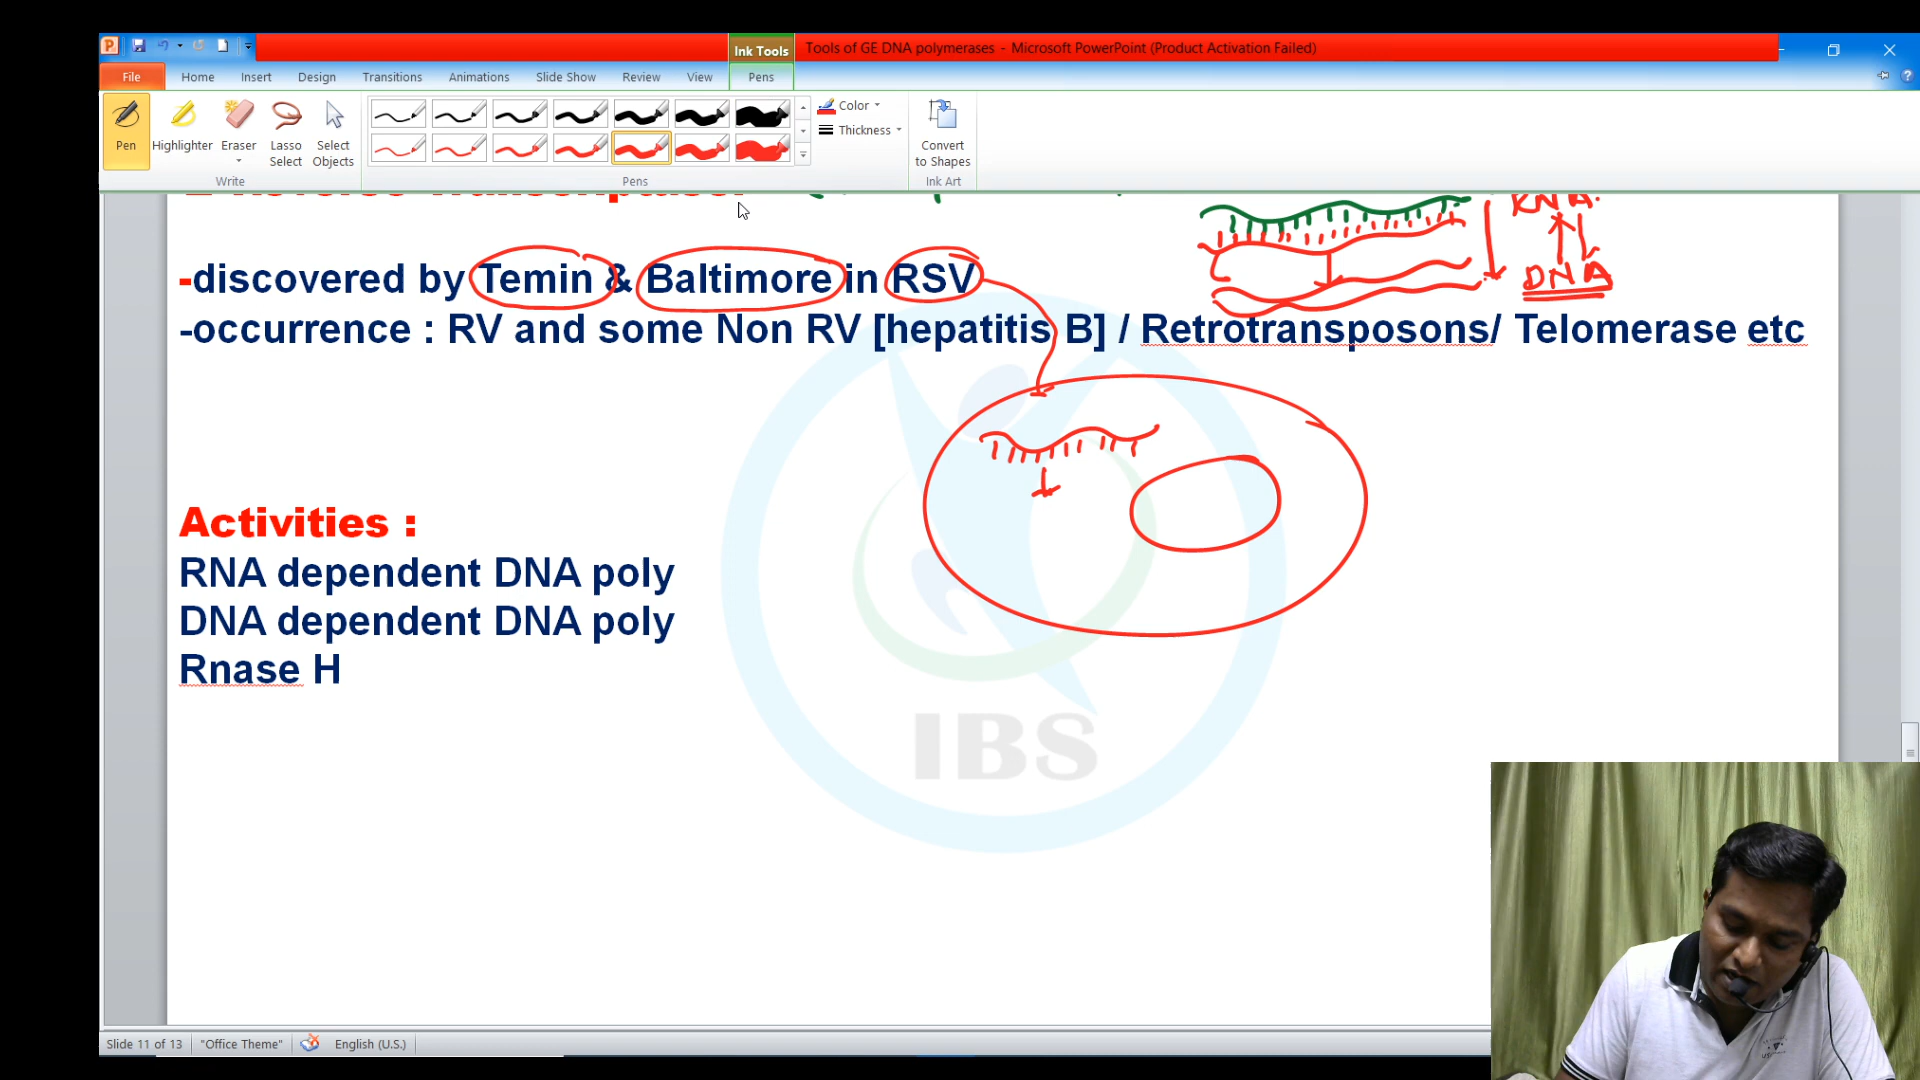 Ink Tools
Tools of GE DNA polymerases - Microsoft PowerPoint (Product Activation Failed)
File Home Insert Design Transitions Animations Slide Show Review View Pens
Pen Highlighter Eraser Lasso Select Select Objects
Color
Thickness
Convert to Shapes
Write Pens Ink Art
RNA.
DNA
-discovered by Temin & Baltimore in RSV
-occurrence : RV and some Non RV [hepatitis B] / Retrotransposons/ Telomerase etc
Activities :
RNA dependent DNA poly
DNA dependent DNA poly
Rnase H
IBS
Slide 11 of 13 "Office Theme" English (U.S.)